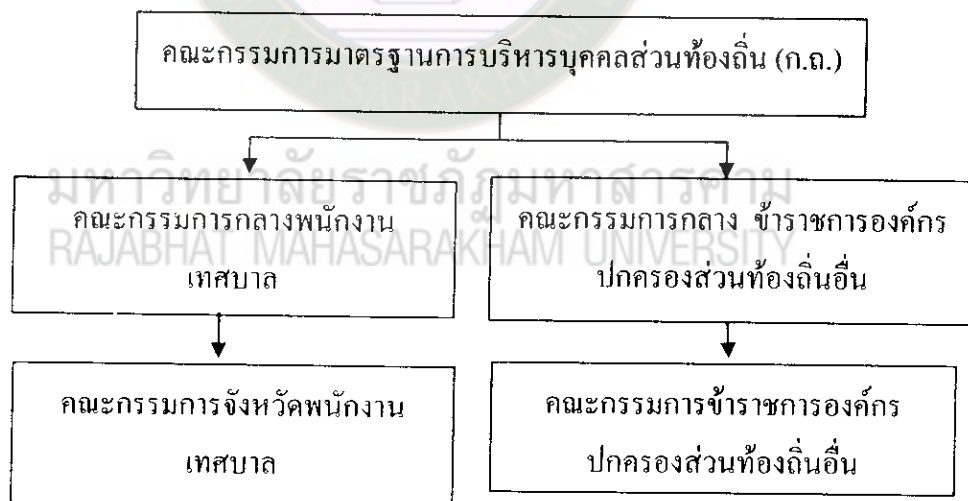 คณะกรรมการมาตรฐานการบริหารบุคคลส่วนท้องถิ่น (ก.ถ.)
มหาวิทยาลัยราชภัฏมหาสารคาม
RAJABHAT MAHASARAKHAM UNIVERSITY
คณะกรรมการกลางพนักงาน
เทศบาล
คณะกรรมการกลาง ข้าราชการองค์กร
ปกครองส่วนท้องถิ่นอื่น
คณะกรรมการจังหวัดพนักงาน
เทศบาล
คณะกรรมการข้าราชการองค์กร
ปกครองส่วนท้องถิ่นอื่น